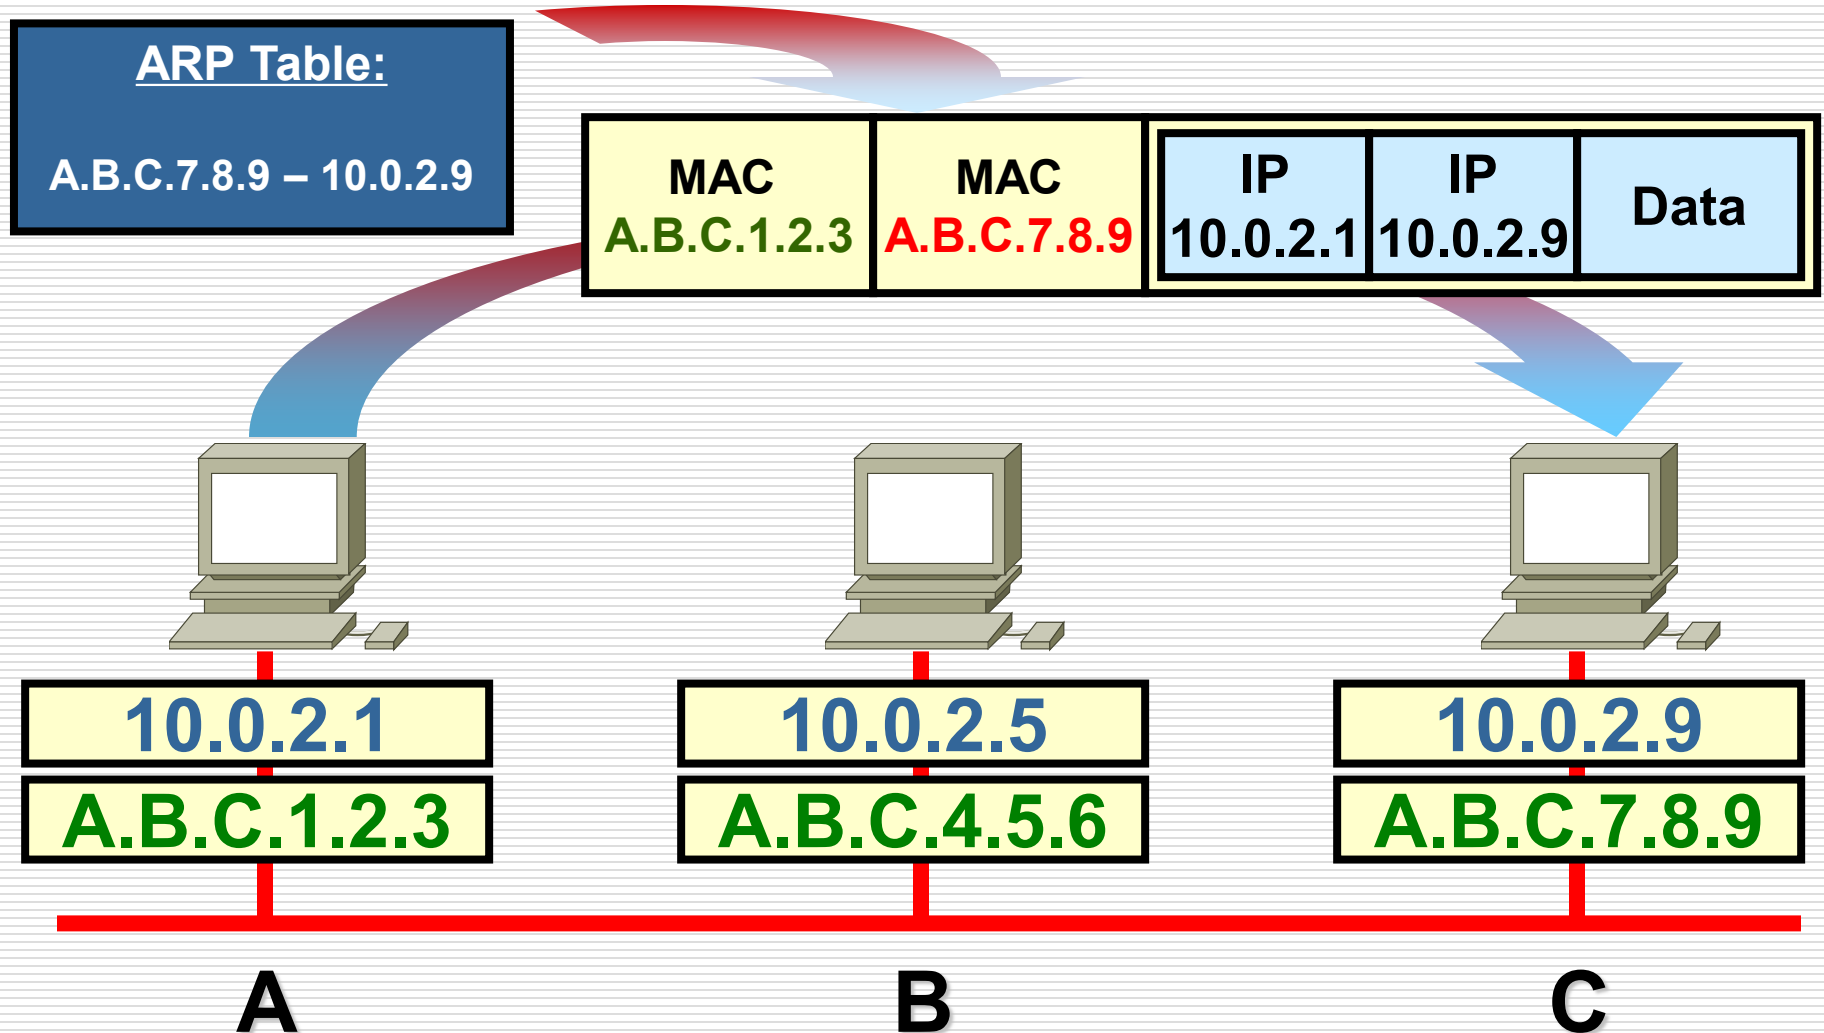 ARP Table:
A.B.C.7.8.9 – 10.0.2.9
MAC
A.B.C.1.2.3
MAC
A.B.C.7.8.9
IP
10.0.2.1
IP
10.0.2.9
Data
10.0.2.1
A.B.C.1.2.3
10.0.2.5
A.B.C.4.5.6
10.0.2.9
A.B.C.7.8.9
A
B
C